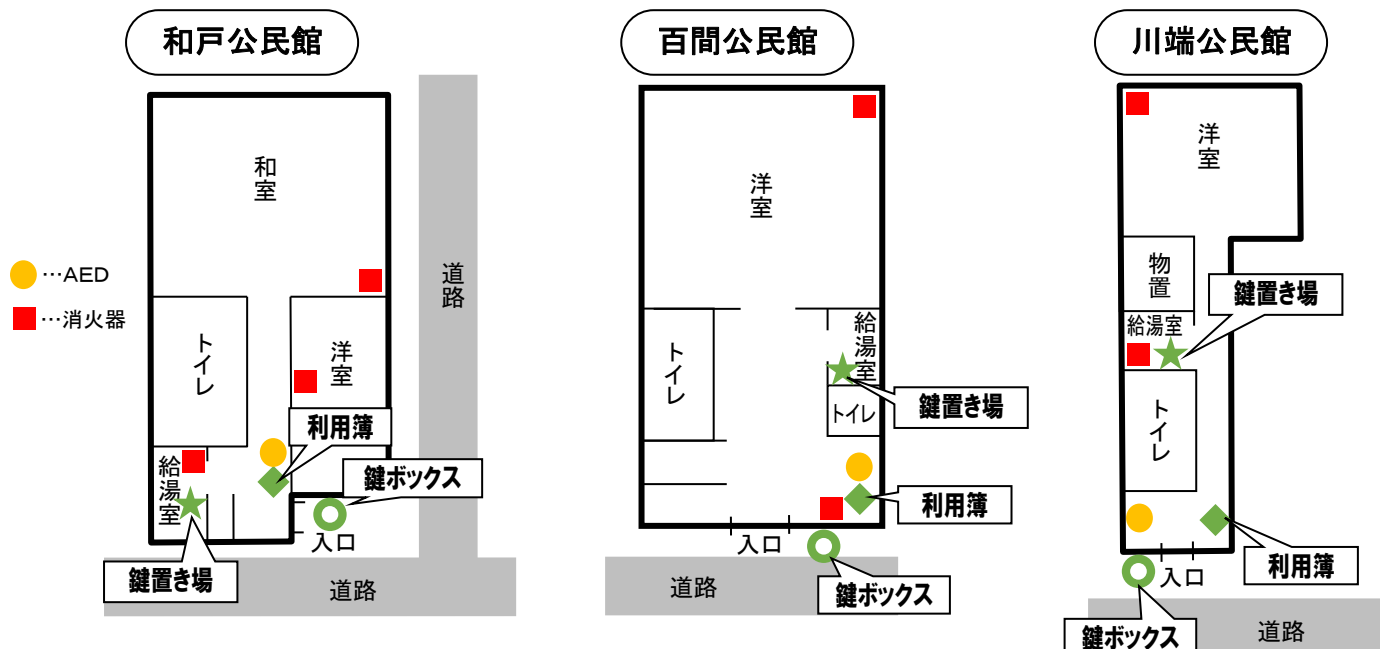 和戸公民館
和室
道路
…AED
…消火器
トイレ
洋室
利用簿
鍵ボックス
給湯室
入口
鍵置き場
道路
百間公民館
洋室
トイレ
給湯室
鍵置き場
トイレ
利用簿
入口
道路
鍵ボックス
川端公民館
洋室
物置
鍵置き場
給湯室
トイレ
利用簿
入口
鍵ボックス
道路